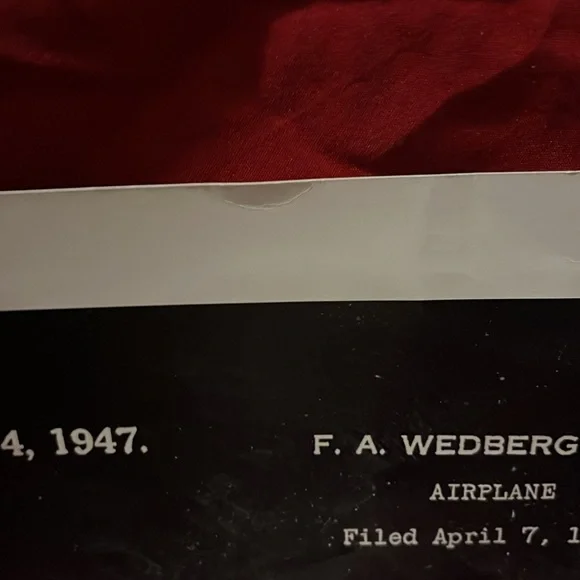 4, 1947.
F. A. WEDBERG
AIRPLANE
Filed April 7, 1